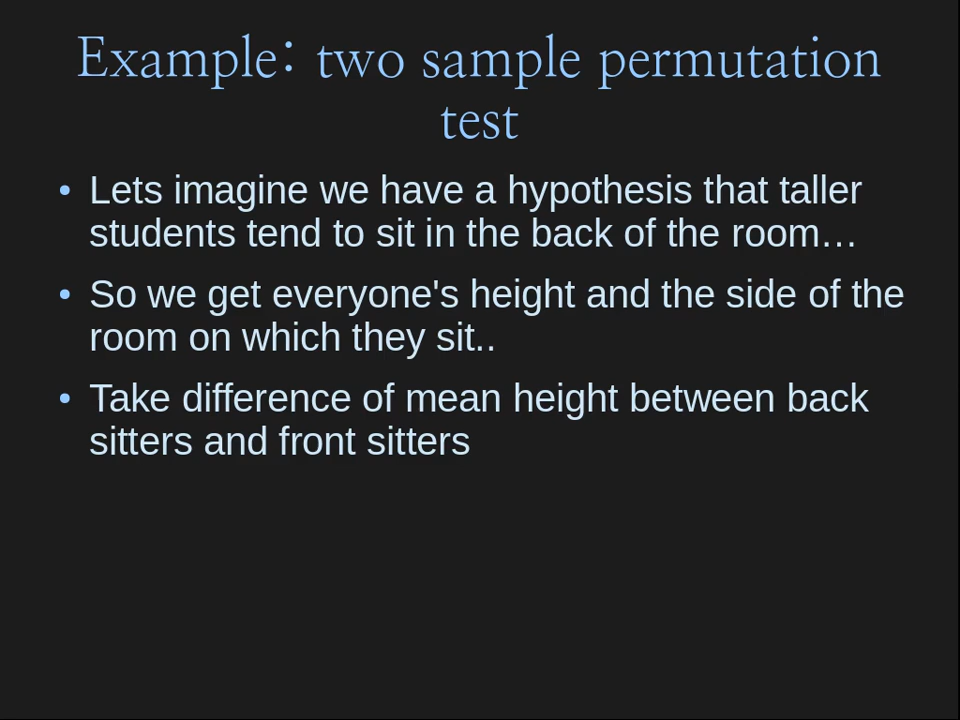 Example: two sample permutation
test
• Lets imagine we have a hypothesis that taller
students tend to sit in the back of the room…
• So we get everyone's height and the side of the
room on which they sit..
• Take difference of mean height between back
sitters and front sitters